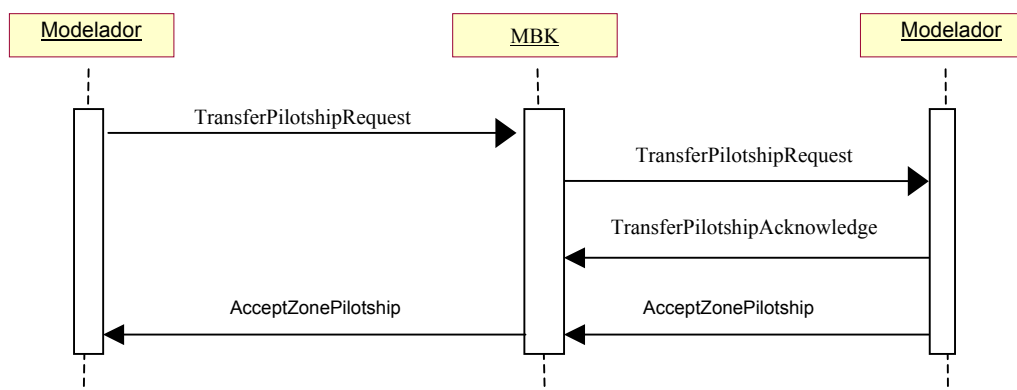 Modelador
MBK
Modelador
TransferPilotshipRequest
TransferPilotshipRequest
TransferPilotshipAcknowledge
AcceptZonePilotship
AcceptZonePilotship